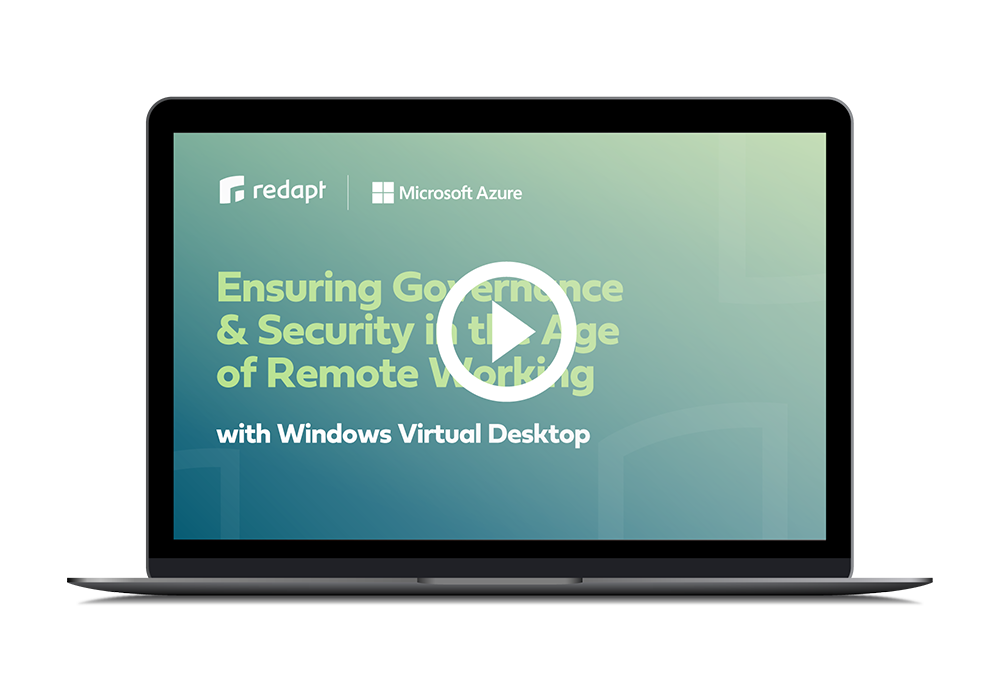 redapt | Microsoft Azure
Ensuring Governance
& Security in the Age
of Remote Working
with Windows Virtual Desktop